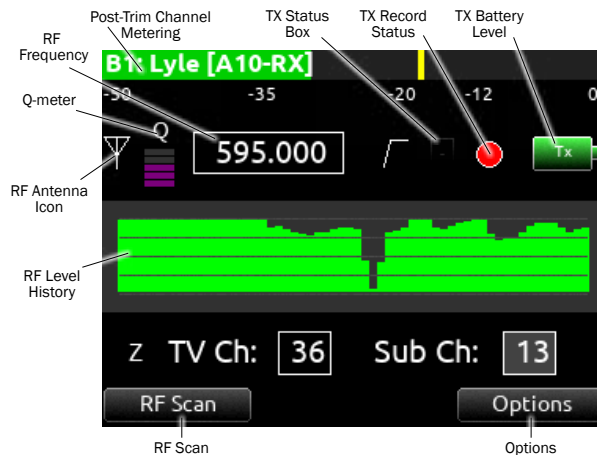 Post-Trim Channel
Metering
TX Status
Box
TX Record
Status
TX Battery
Level
RF
Frequency
B1: Lyle [A10-RX]
-50 -35 -20 -12 0
Q-meter
Q
595.000
-
Tx
RF Antenna
Icon
RF Level
History
Z TV Ch: 36 Sub Ch: 13
RF Scan Options
RF Scan Options